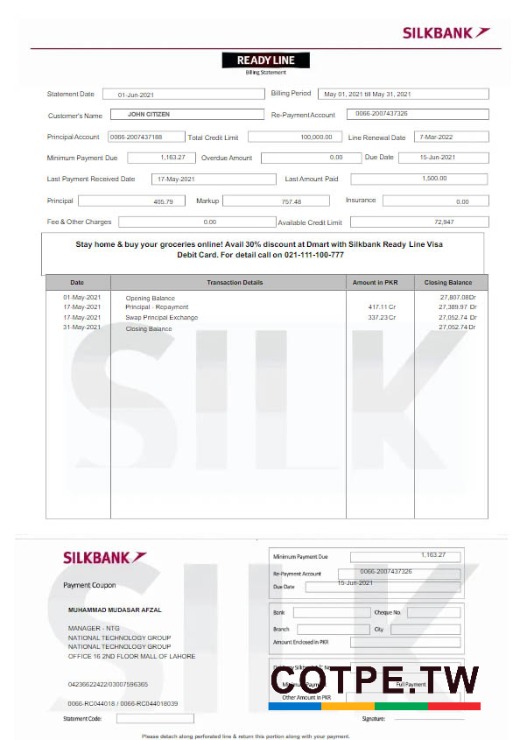 SILKBANK
READY LINE
Billing Statement
Statement Date 01-Jun-2021 Billing Period May 01, 2021 till May 31, 2021
Customer's Name JOHN CITIZEN Re-Payment Account 0066-2007437326
Principal Account 0066-2007437188 Total Credit Limit 100,000.00 Line Renewal Date 7-Mar-2022
Minimum Payment Due 1,163.27 Overdue Amount 0.00 Due Date 15-Jun-2021
Last Payment Received Date 17-May-2021 Last Amount Paid 1,500.00
Principal 405.79 Markup 757.48 Insurance 0.00
Fee & Other Charges 0.00 Available Credit Limit 72,947
Stay home & buy your groceries online! Avail 30% discount at Dmart with Silkbank Ready Line Visa
Debit Card. For detail call on 021-111-100-777
Date Transaction Details Amount in PKR Closing Balance
01-May-2021 Opening Balance 27,807.08Dr
17-May-2021 Principal - Repayment 417.11 Cr 27,389.97 Dr
17-May-2021 Swap Principal Exchange 337.23 Cr 27,052.74 Dr
31-May-2021 Closing Balance 27,052.74 Dr
SILK
SILKBANK
Payment Coupon
MUHAMMAD MUDASAR AFZAL
MANAGER - NTG
NATIONAL TECHNOLOGY GROUP
NATIONAL TECHNOLOGY GROUP
OFFICE 16 2ND FLOOR MALL OF LAHORE
04236622422/03007596365
0066-RC044018 / 0066-RC044018039
Statement Code:
Minimum Payment Due 1,163.27
Re-Payment Account 0066-2007437326
Due Date 15-Jun-2021
Bank Cheque No.
Branch City
Amount Enclosed in PKR
Full Payment
Other Amount in PKR
COTPE.TW
Signature:
Please detach along perforated line & return this portion along with your payment.